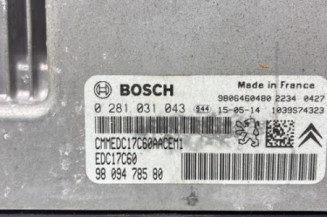 BOSCH
Made in France
9806460480 2234 0427
0 281 031 043 S44 15-05-14 1039S74323
CMMEDC17C60AACEM1
EDC17C60
98 094 785 80